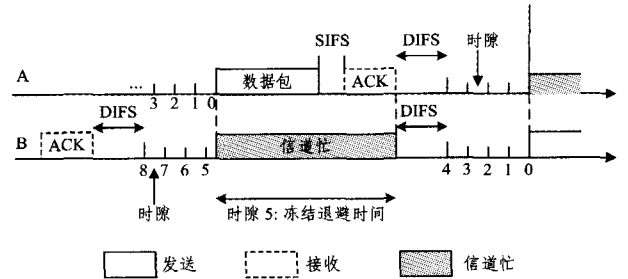 SIFS DIFS 时隙
A ... 3 2 1 0 数据包 ACK
DIFS DIFS
B ACK 8 7 6 5 信道忙 4 3 2 1 0
时隙 时隙 5: 冻结退避时间
发送 接收 信道忙